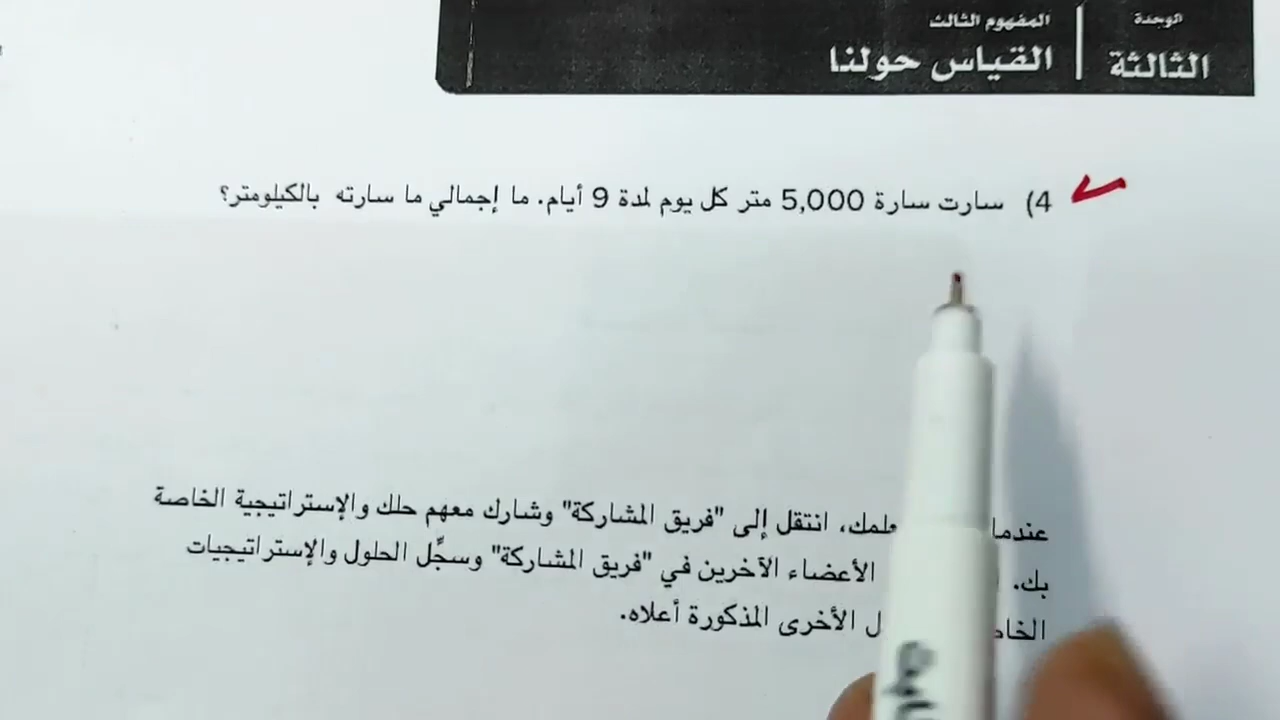 الوحدة
الثالثة
المفهوم الثالث
القياس حولنا
4) سارت سارة 5,000 متر كل يوم لمدة 9 أيام. ما إجمالي ما سارته بالكيلومتر؟
عندما انتقل إلى "فريق المشاركة" وشارك معهم حلك والإستراتيجية الخاصة
بك. الأعضاء الآخرين في "فريق المشاركة" وسجِّل الحلول والإستراتيجيات
الأخرى المذكورة أعلاه.